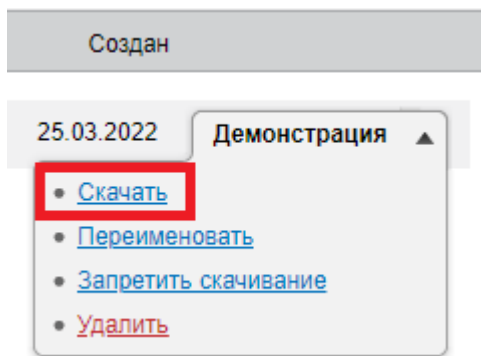 Создан
25.03.2022 Демонстрация
Скачать
Переименовать
Запретить скачивание
Удалить